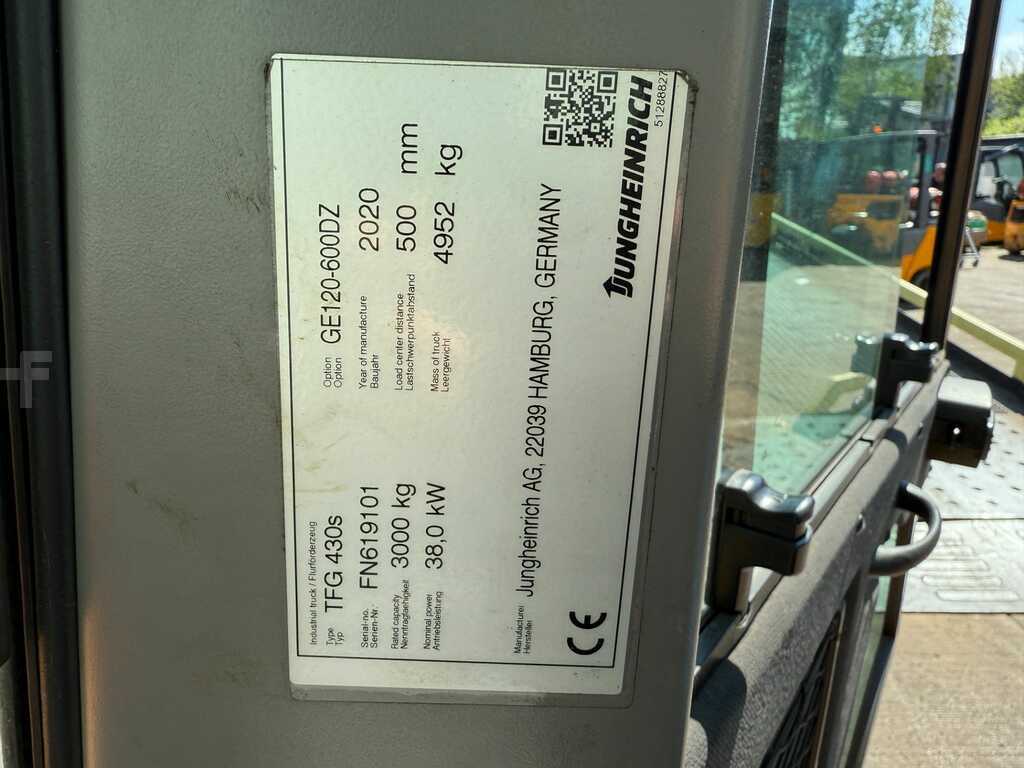 Industrial truck / Flurförderzeug
Type TFG 430s Option GE120-600DZ
Typ Option
Serial-no. FN619101 Year of manufacture 2020
Serien-Nr. Baujahr
Rated capacity 3000 kg Load center distance 500 mm
Nenntragfaehigkeit Lastschwerpunktabstand
Nominal power 38,0 kW Mass of truck 4952 kg
Antriebsleistung Leergewicht
Manufacturer Jungheinrich AG, 22039 HAMBURG, GERMANY
Hersteller
CE
JUNGHEINRICH
51288827